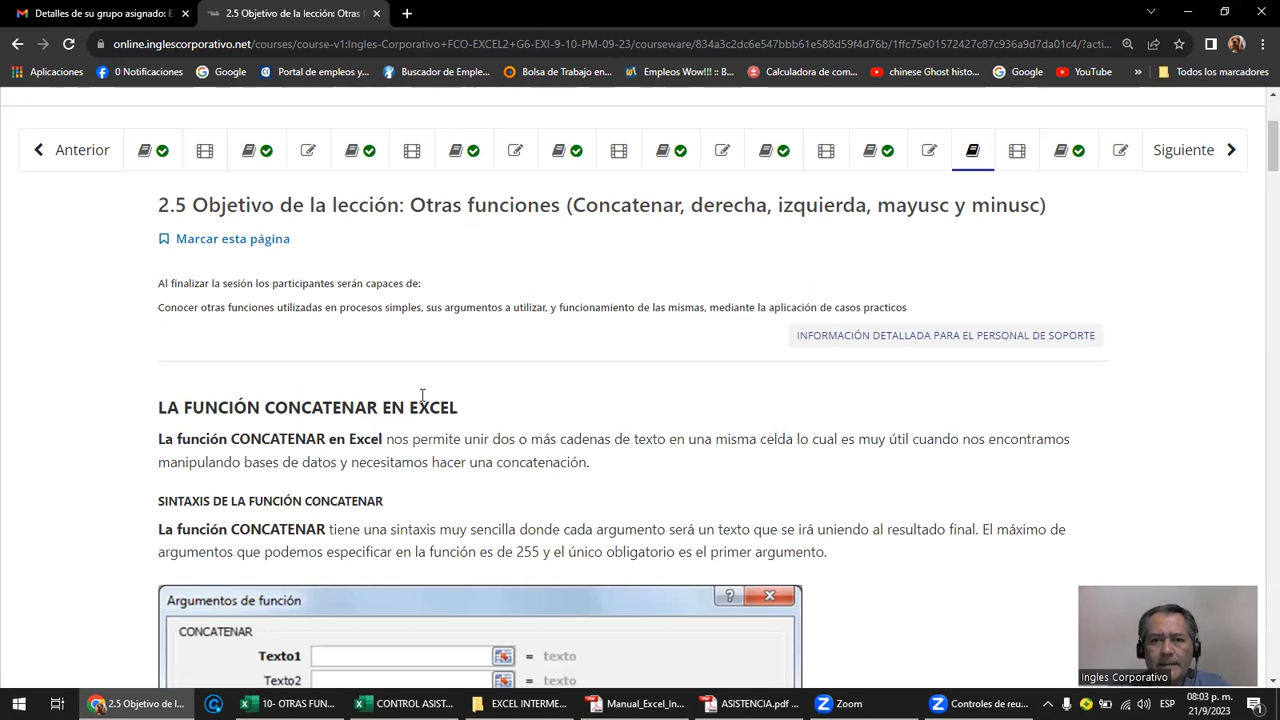 Detalles de su grupo asignado: E
2.5 Objetivo de la lección: Otras f
online.inglescorporativo.net/courses/course-v1:Ingles-Corporativo+FCO-EXCEL2+G6-EXI-9-10-PM-09-23/courseware/834a3c2dc6e547bbb61e588d59f4d76b/1ffc75e01572427c87c936a9d7da01c4/?acti...
Aplicaciones
0 Notificaciones
Google
Portal de empleos y...
Buscador de Emple...
Bolsa de Trabajo en...
Empleos Wow!!! :: B...
Calculadora de com...
chinese Ghost histo...
Google
YouTube
»
Todos los marcadores
Anterior
Siguiente
2.5 Objetivo de la lección: Otras funciones (Concatenar, derecha, izquierda, mayusc y minusc)
Marcar esta página
Al finalizar la sesión los participantes serán capaces de:
Conocer otras funciones utilizadas en procesos simples, sus argumentos a utilizar, y funcionamiento de las mismas, mediante la aplicación de casos practicos
INFORMACIÓN DETALLADA PARA EL PERSONAL DE SOPORTE
LA FUNCIÓN CONCATENAR EN EXCEL
La función CONCATENAR en Excel nos permite unir dos o más cadenas de texto en una misma celda lo cual es muy útil cuando nos encontramos
manipulando bases de datos y necesitamos hacer una concatenación.
SINTAXIS DE LA FUNCIÓN CONCATENAR
La función CONCATENAR tiene una sintaxis muy sencilla donde cada argumento será un texto que se irá uniendo al resultado final. El máximo de
argumentos que podemos especificar en la función es de 255 y el único obligatorio es el primer argumento.
Argumentos de función
CONCATENAR
Texto1 = texto
Texto2 = texto
Ingles Corporativo
2.5 Objetivo de la l...
10- OTRAS FUN...
CONTROL ASIST...
EXCEL INTERME...
Manual_Excel_In...
ASISTENCIA.pdf ...
Zoom
Controles de reu...
ESP
08:03 p. m.
21/9/2023